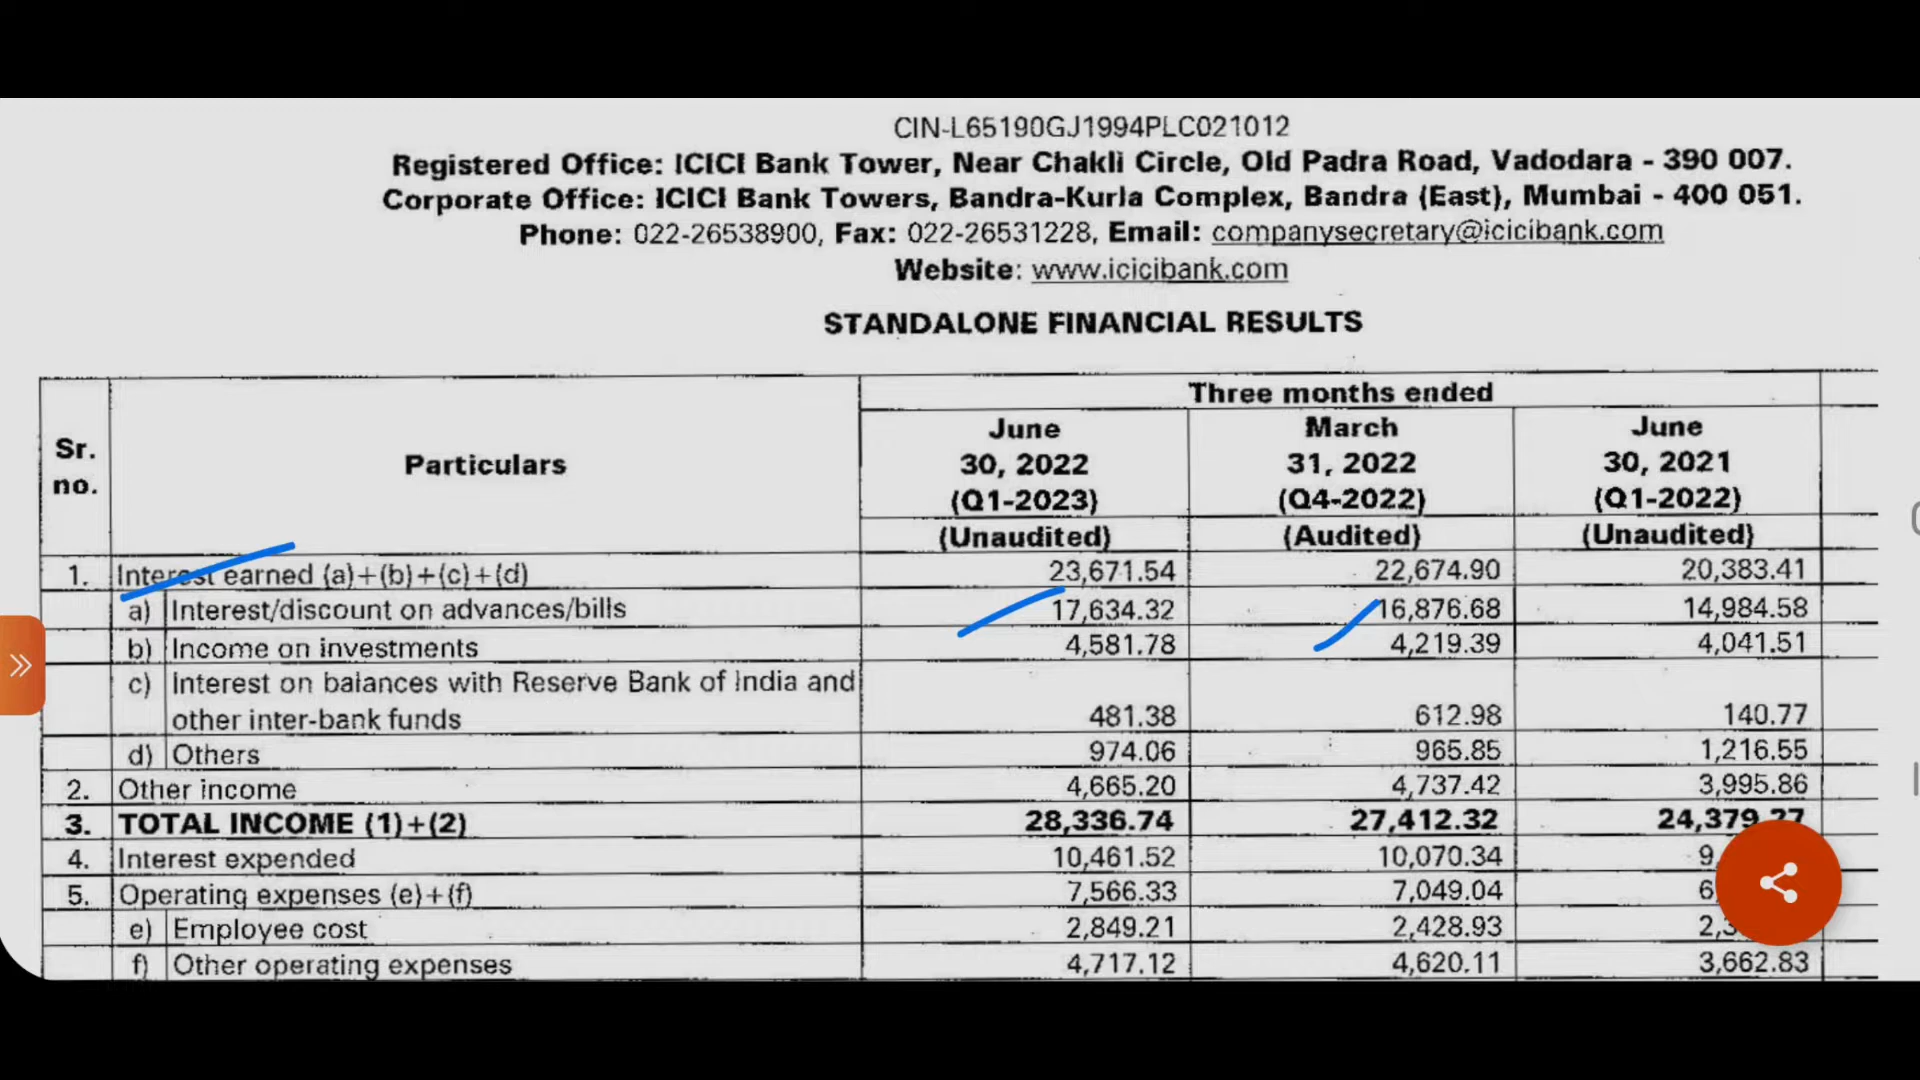 CIN-L65190GJ1994PLC021012
Registered Office: ICICI Bank Tower, Near Chakli Circle, Old Padra Road, Vadodara - 390 007.
Corporate Office: ICICI Bank Towers, Bandra-Kurla Complex, Bandra (East), Mumbai - 400 051.
Phone: 022-26538900, Fax: 022-26531228, Email: companysecretary@icicibank.com
Website: www.icicibank.com
STANDALONE FINANCIAL RESULTS
Sr. no. Particulars Three months ended
June 30, 2022 (Q1-2023) March 31, 2022 (Q4-2022) June 30, 2021 (Q1-2022)
(Unaudited) (Audited) (Unaudited)
1. Interest earned (a)+(b)+(c)+(d) 23,671.54 22,674.90 20,383.41
a) Interest/discount on advances/bills 17,634.32 16,876.68 14,984.58
b) Income on investments 4,581.78 4,219.39 4,041.51
c) Interest on balances with Reserve Bank of India and
other inter-bank funds 481.38 612.98 140.77
d) Others 974.06 965.85 1,216.55
2. Other income 4,665.20 4,737.42 3,995.86
3. TOTAL INCOME (1)+(2) 28,336.74 27,412.32 24,379.27
4. Interest expended 10,461.52 10,070.34
5. Operating expenses (e)+(f) 7,566.33 7,049.04
e) Employee cost 2,849.21 2,428.93
f) Other operating expenses 4,717.12 4,620.11 3,662.83